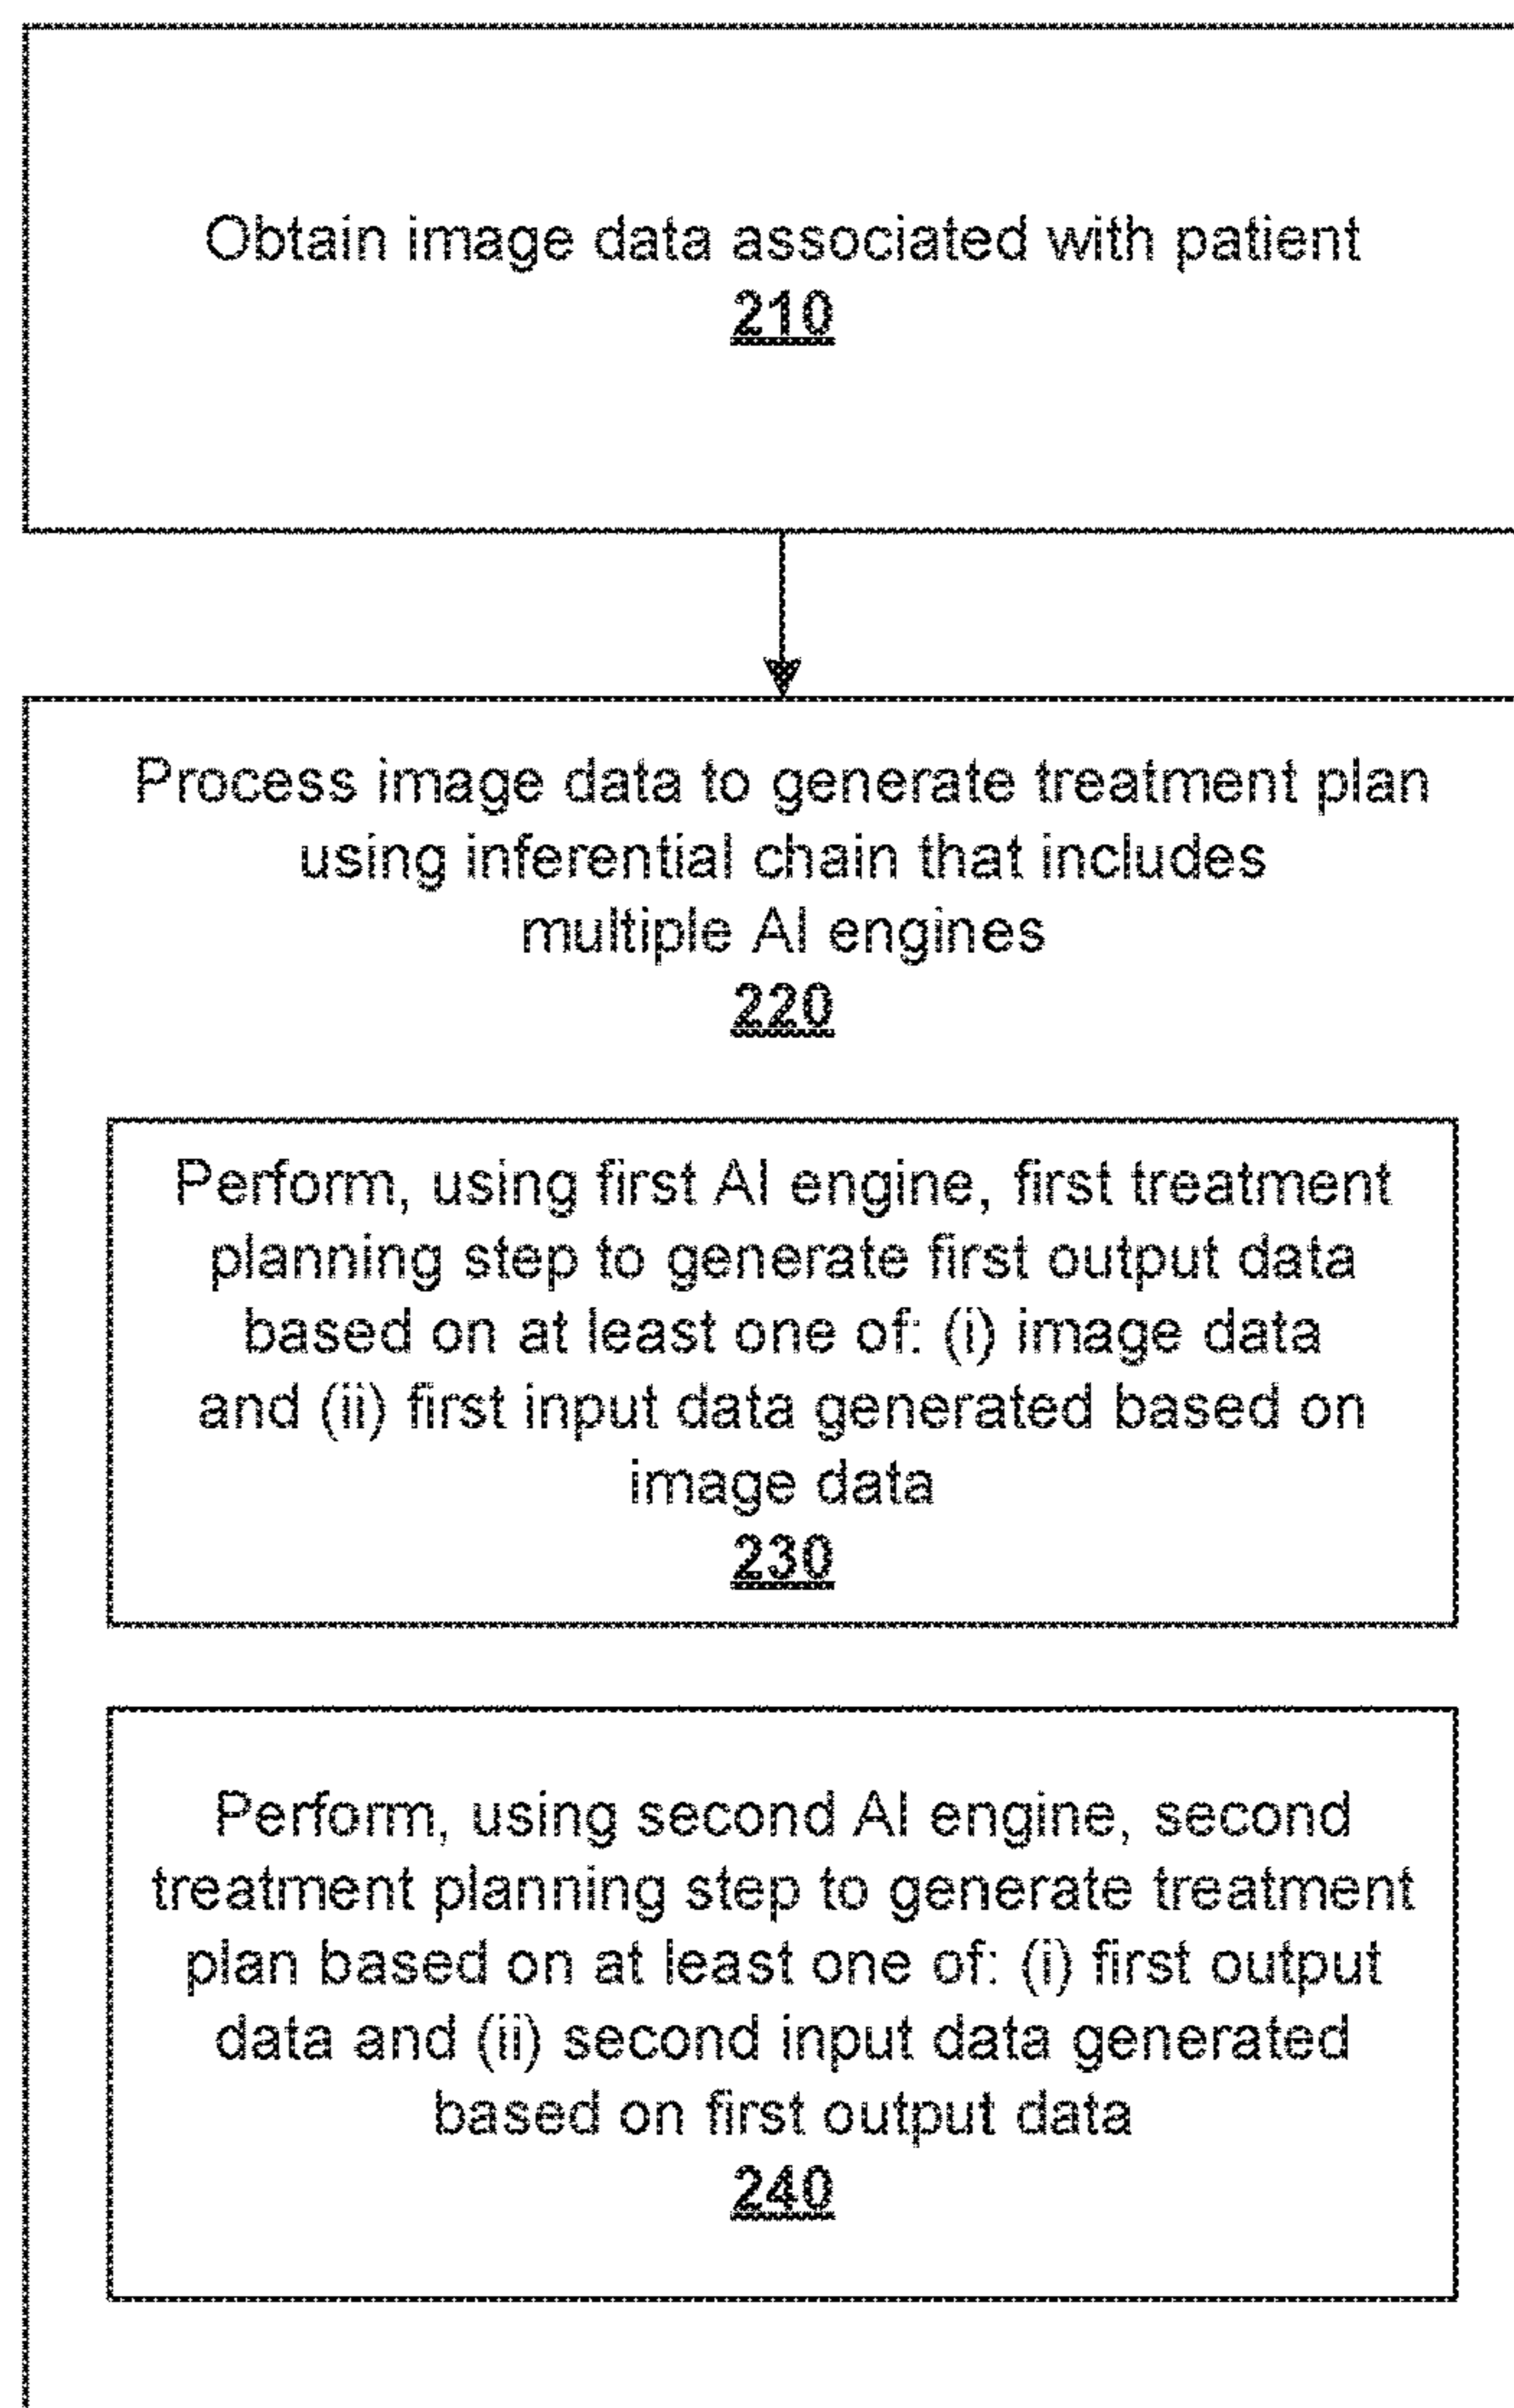 Obtain image data associated with patient
210
Process image data to generate treatment plan
using inferential chain that includes
multiple AI engines
220
Perform, using first AI engine, first treatment
planning step to generate first output data
based on at least one of: (i) image data
and (ii) first input data generated based on
image data
230
Perform, using second AI engine, second
treatment planning step to generate treatment
plan based on at least one of: (i) first output
data and (ii) second input data generated
based on first output data
240